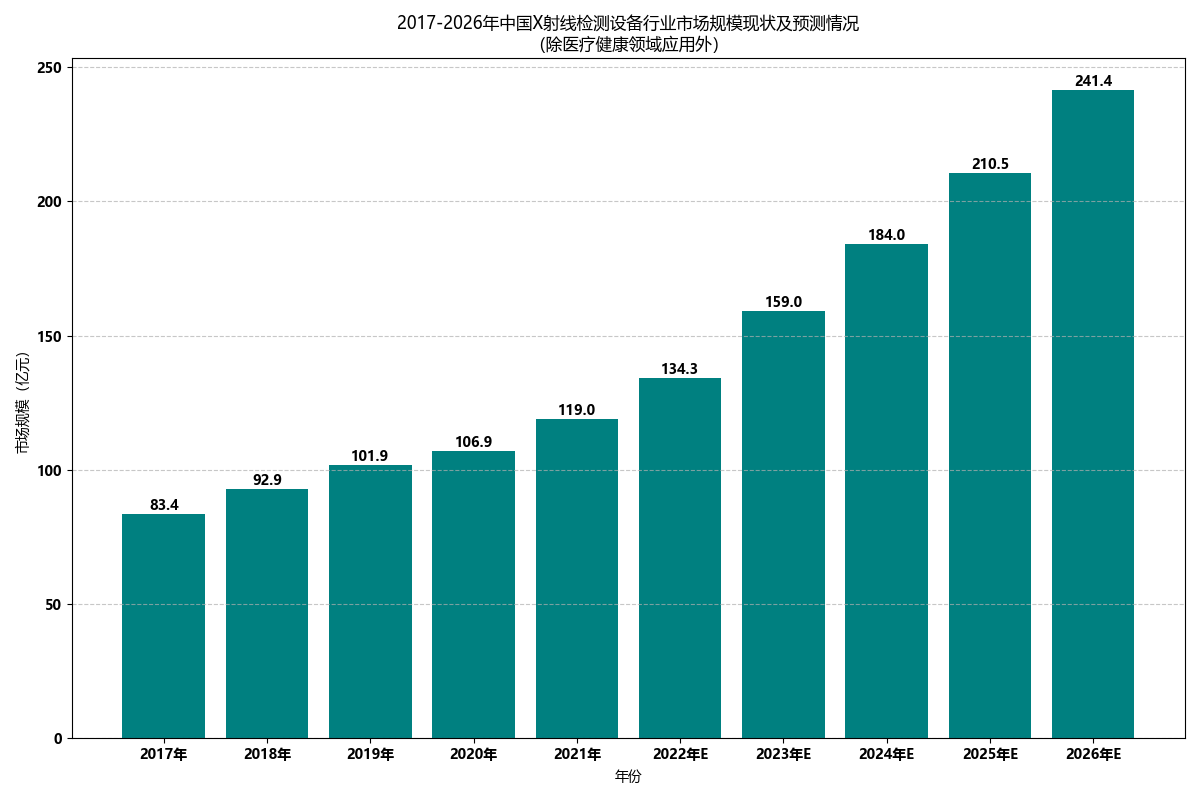 2017-2026年中国X射线检测设备行业市场规模现状及预测情况
（除医疗健康领域应用外）
市场规模（亿元）
250
200
150
100
50
0
83.4
92.9
101.9
106.9
119.0
134.3
159.0
184.0
210.5
241.4
2017年
2018年
2019年
2020年
2021年
2022年E
2023年E
2024年E
2025年E
2026年E
年份